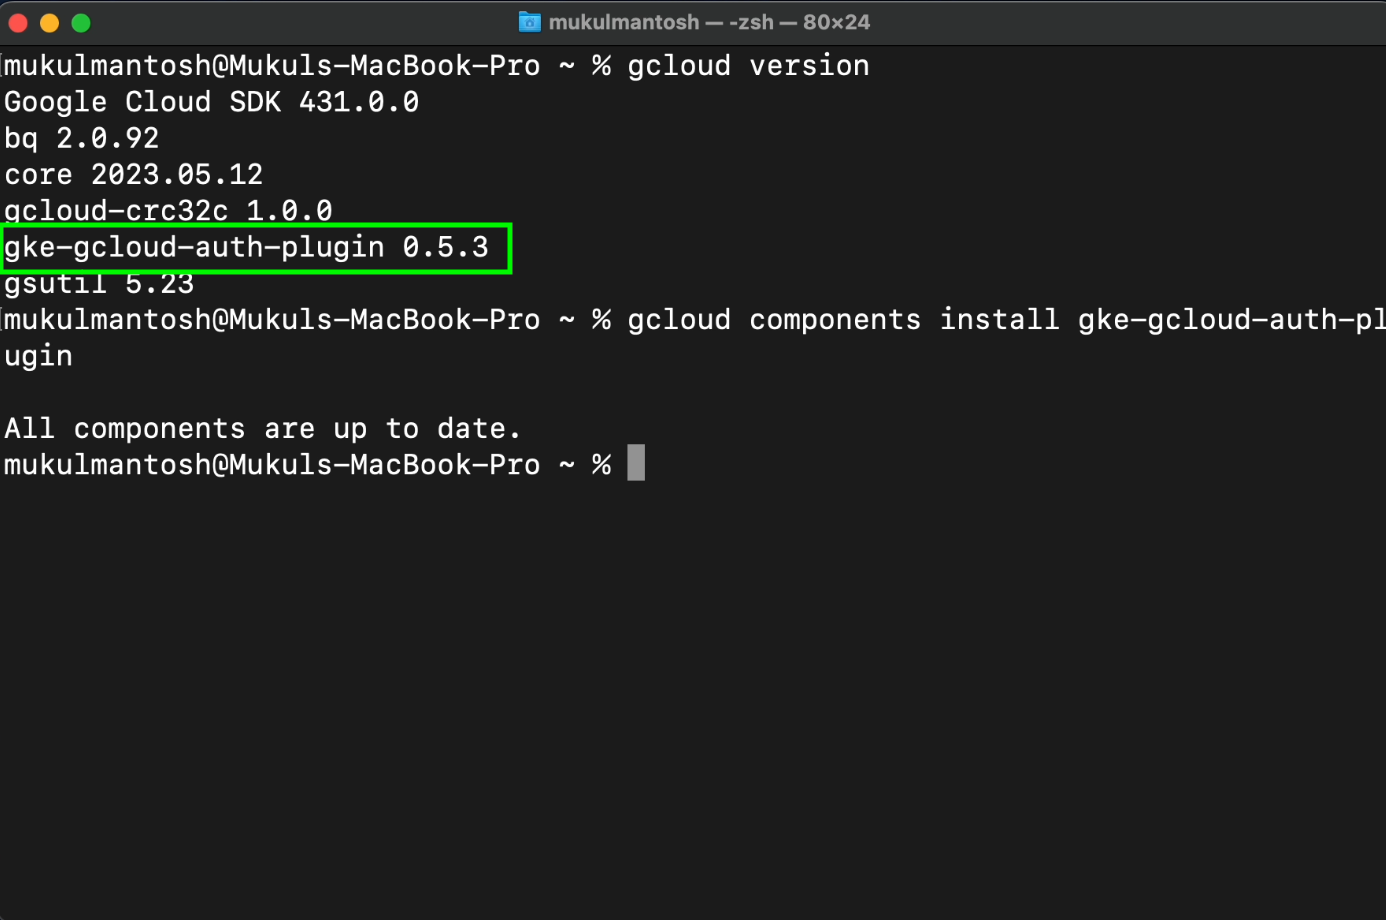 mukulmantosh — -zsh — 80×24
mukulmantosh@Mukuls-MacBook-Pro ~ % gcloud version
Google Cloud SDK 431.0.0
bq 2.0.92
core 2023.05.12
gcloud-crc32c 1.0.0
gke-gcloud-auth-plugin 0.5.3
gsutil 5.23
mukulmantosh@Mukuls-MacBook-Pro ~ % gcloud components install gke-gcloud-auth-pl
ugin
All components are up to date.
mukulmantosh@Mukuls-MacBook-Pro ~ %